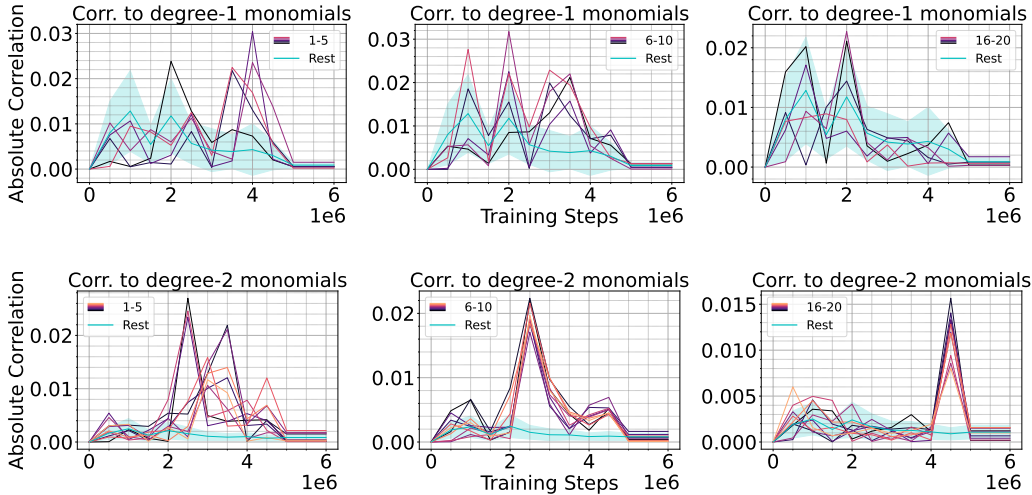 Corr. to degree-1 monomials
Corr. to degree-1 monomials
Corr. to degree-1 monomials
Absolute Correlation
0.03
0.02
0.01
0.00
1-5
Rest
0
2
4
6
1e6
0.03
0.02
0.01
0.00
6-10
Rest
0
2
4
6
Training Steps
1e6
0.02
0.01
0.00
16-20
Rest
0
2
4
6
1e6
Corr. to degree-2 monomials
Corr. to degree-2 monomials
Corr. to degree-2 monomials
Absolute Correlation
0.02
0.01
0.00
1-5
Rest
0
2
4
6
1e6
0.02
0.01
0.00
6-10
Rest
0
2
4
6
Training Steps
1e6
0.015
0.010
0.005
0.000
16-20
Rest
0
2
4
6
1e6